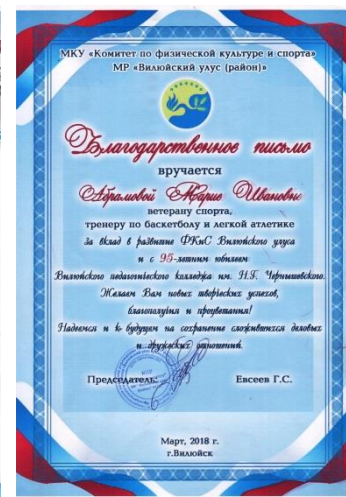 МКУ «Комитет по физической культуре и спорта»
МР «Вилюйский улус (район)»
Благодарственное письмо
вручается
Абрамовой Марие Ивановне
ветерану спорта,
тренеру по баскетболу и легкой атлетике
за вклад в развитие ФКиС Вилюйского улуса
и с 95-летним юбилеем
Вилюйского педагогического колледжа им. Н.Г. Чернышевского.
Желаем Вам новых творческих успехов,
благополучия и процветания!
Надеемся и в будущем на сохранение сложившихся деловых
и дружеских отношений.
Председатель: Евсеев Г.С.
Март, 2018 г.
г.Вилюйск